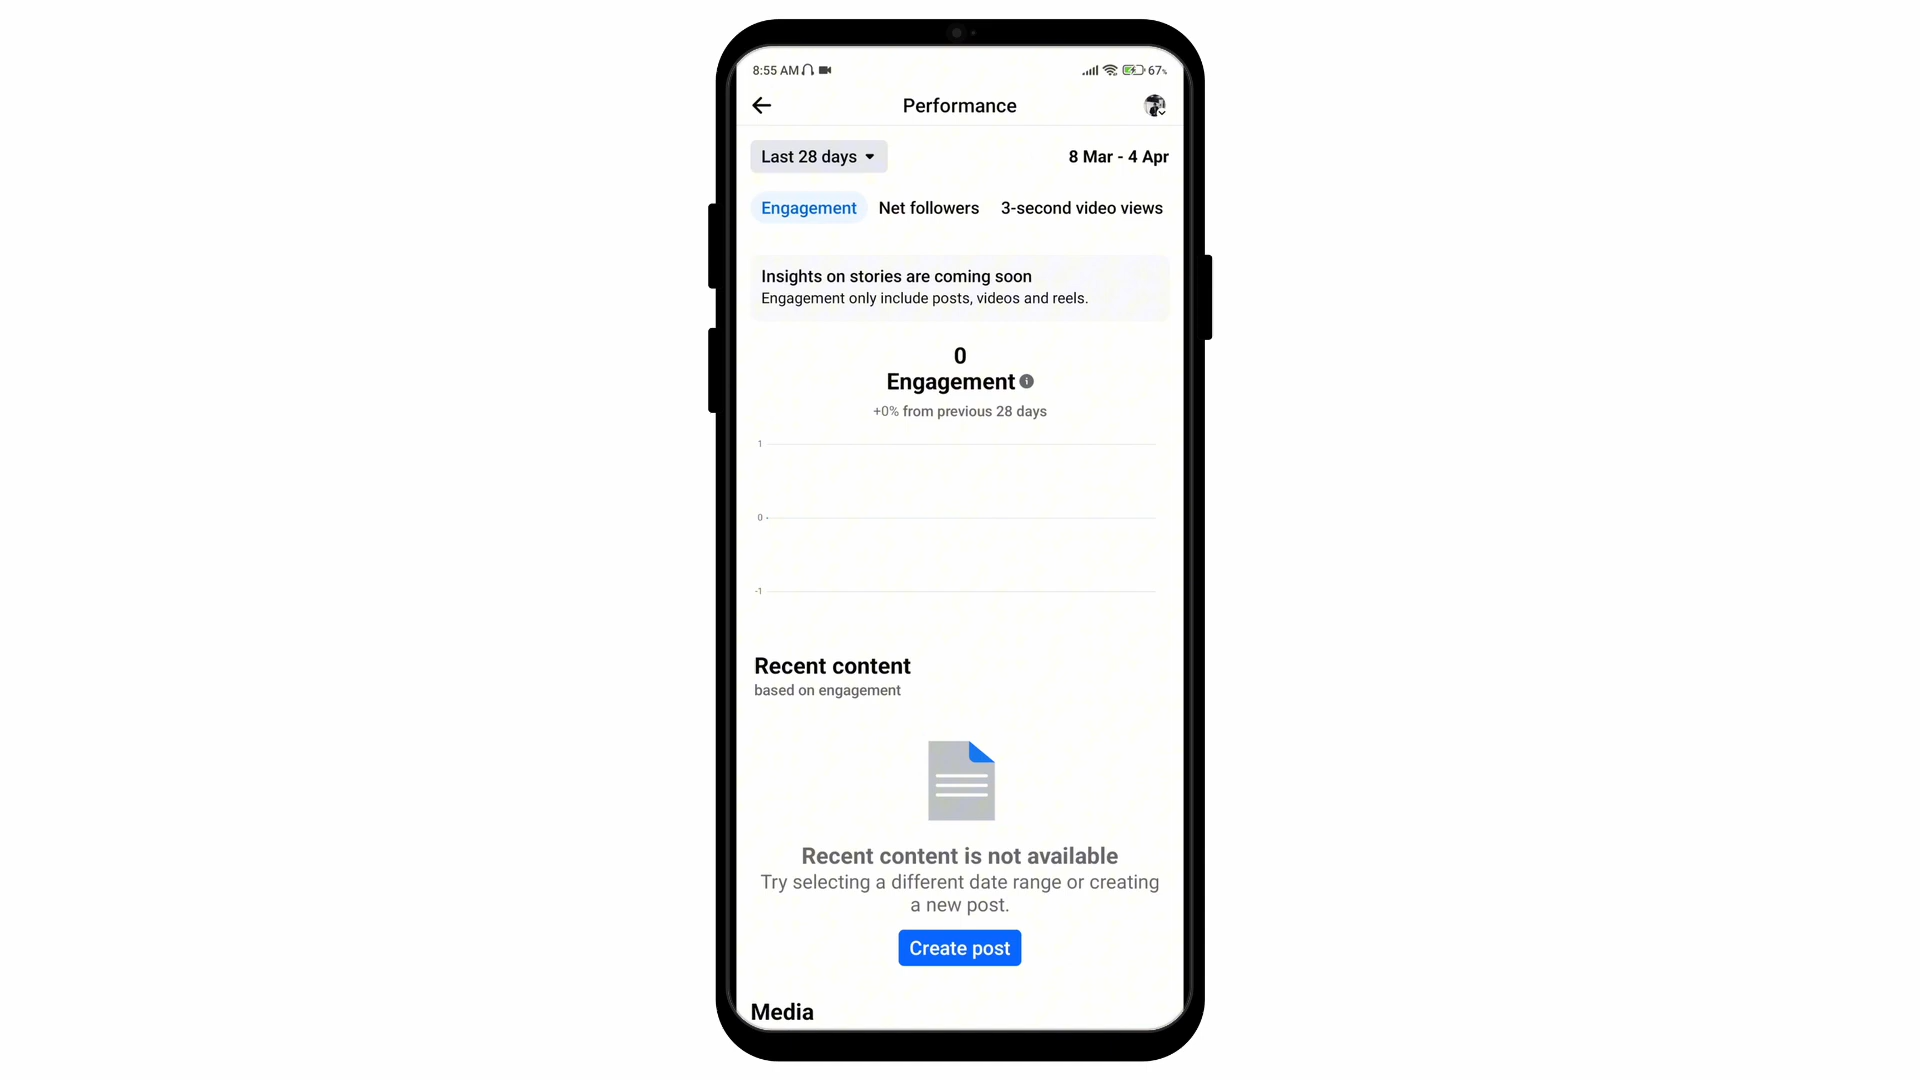 8:55 AM
67%
Performance
Last 28 days
8 Mar - 4 Apr
Engagement Net followers 3-second video views
Insights on stories are coming soon
Engagement only include posts, videos and reels.
0
Engagement
+0% from previous 28 days
1
0
-1
Recent content
based on engagement
Recent content is not available
Try selecting a different date range or creating
a new post.
Create post
Media